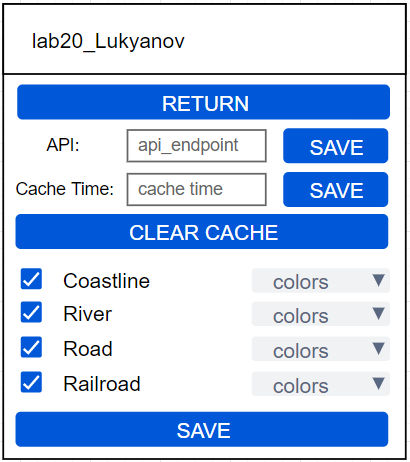 lab20_Lukyanov
RETURN
API: api_endpoint SAVE
Cache Time: cache time SAVE
CLEAR CACHE
Coastline colors
River colors
Road colors
Railroad colors
SAVE